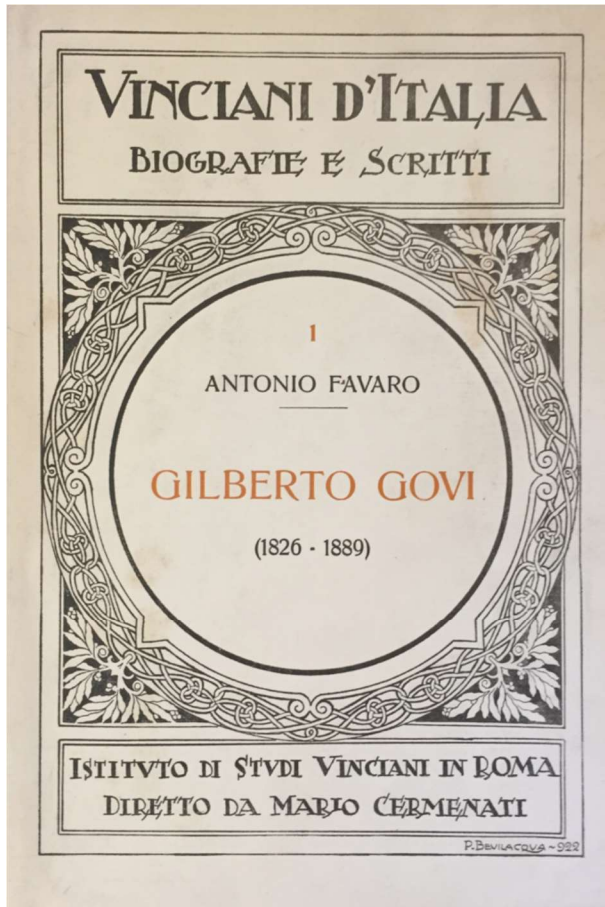 VINCIANI D'ITALIA
BIOGRAFIE E SCRITTI
1
ANTONIO FAVARO
GILBERTO GOVI
(1826 - 1889)
ISTITVTO DI STVDI VINCIANI IN ROMA
DIRETTO DA MARIO CERMENATI
P. BEVILACQUA ~ 922